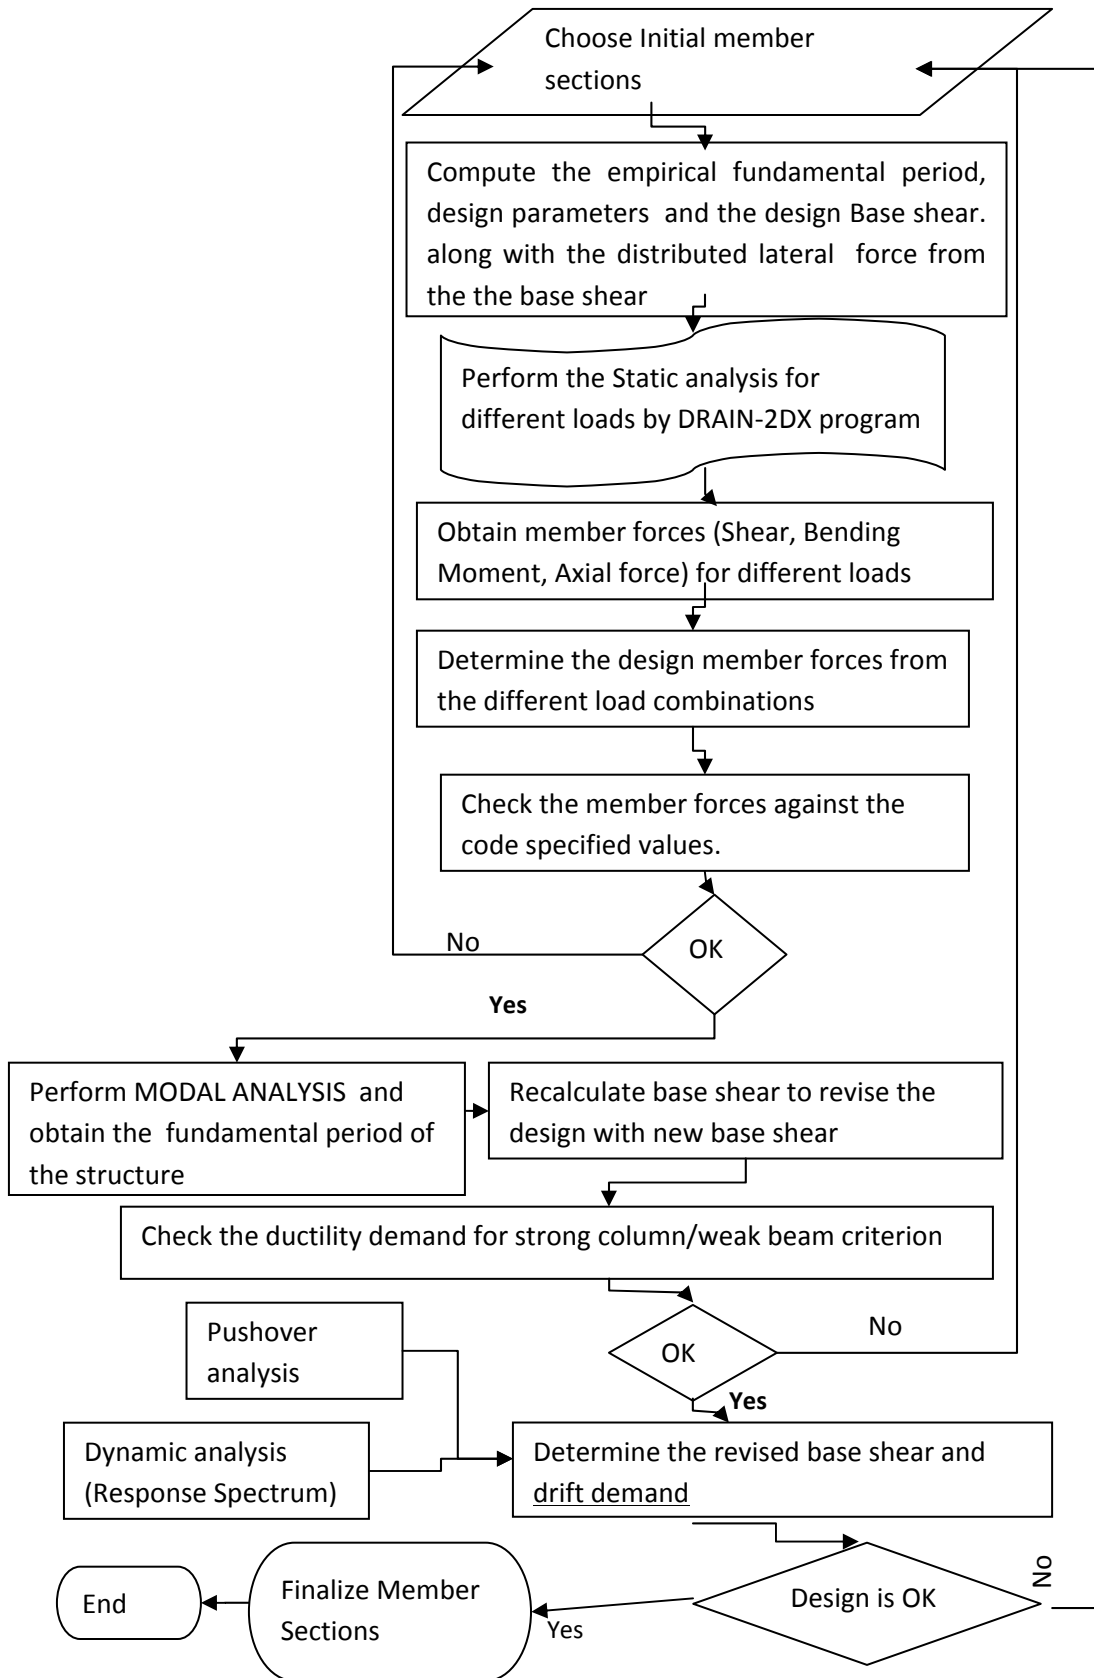 Choose Initial member
sections
Compute the empirical fundamental period,
design parameters and the design Base shear.
along with the distributed lateral force from
the the base shear
Perform the Static analysis for
different loads by DRAIN-2DX program
Obtain member forces (Shear, Bending
Moment, Axial force) for different loads
Determine the design member forces from
the different load combinations
Check the member forces against the
code specified values.
OK
No
Yes
Perform MODAL ANALYSIS and
obtain the fundamental period of
the structure
Recalculate base shear to revise the
design with new base shear
Check the ductility demand for strong column/weak beam criterion
Pushover
analysis
OK
No
Yes
Dynamic analysis
(Response Spectrum)
Determine the revised base shear and
drift demand
Design is OK
No
Yes
Finalize Member
Sections
End